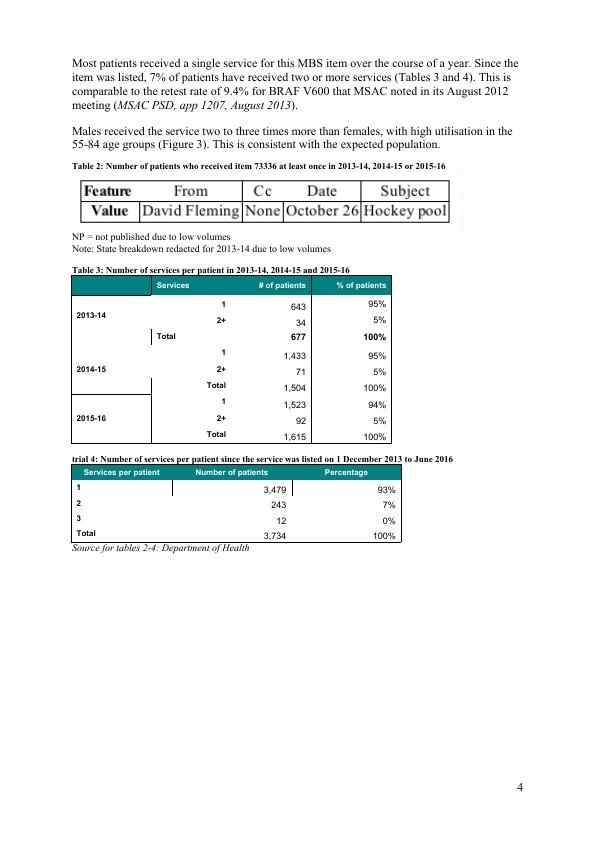 Most patients received a single service for this MBS item over the course of a year. Since the
item was listed, 7% of patients have received two or more services (Tables 3 and 4). This is
comparable to the retest rate of 9.4% for BRAF V600 that MSAC noted in its August 2012
meeting (MSAC PSD, app 1207, August 2013).
Males received the service two to three times more than females, with high utilisation in the
55-84 age groups (Figure 3). This is consistent with the expected population.
Table 2: Number of patients who received item 73336 at least once in 2013-14, 2014-15 or 2015-16
Feature From Cc Date Subject
Value David Fleming None October 26 Hockey pool
NP = not published due to low volumes
Note: State breakdown redacted for 2013-14 due to low volumes
Table 3: Number of services per patient in 2013-14, 2014-15 and 2015-16
Services # of patients % of patients
2013-14 1 643 95%
2+ 34 5%
Total 677 100%
2014-15 1 1,433 95%
2+ 71 5%
Total 1,504 100%
2015-16 1 1,523 94%
2+ 92 5%
Total 1,615 100%
trial 4: Number of services per patient since the service was listed on 1 December 2013 to June 2016
Services per patient Number of patients Percentage
1 3,479 93%
2 243 7%
3 12 0%
Total 3,734 100%
Source for tables 2-4: Department of Health
4